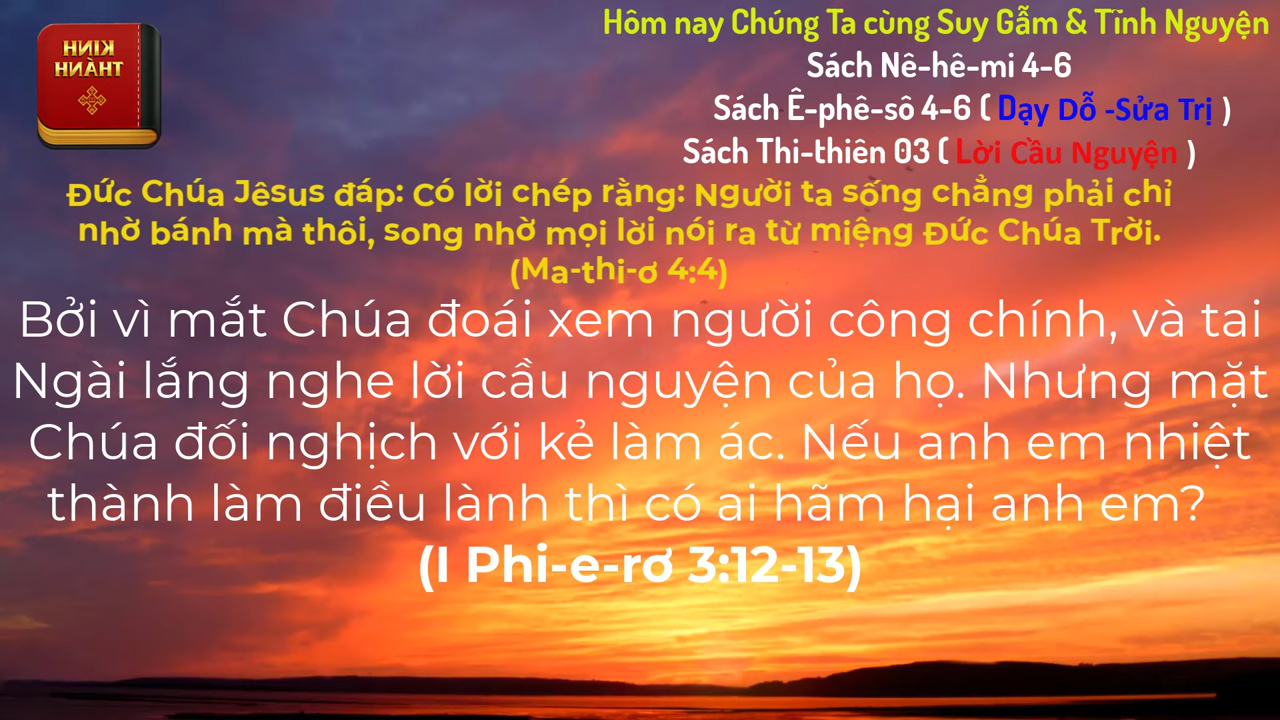 KINH
THÀNH
Hôm nay Chúng Ta cùng Suy Gẫm & Tĩnh Nguyện
Sách Nê-hê-mi 4-6
Sách Ê-phê-sô 4-6 ( Dạy Dỗ -Sửa Trị )
Sách Thi-thiên 03 ( Lời Cầu Nguyện )
Đức Chúa Jêsus đáp: Có lời chép rằng: Người ta sống chẳng phải chỉ
nhờ bánh mà thôi, song nhờ mọi lời nói ra từ miệng Đức Chúa Trời.
(Ma-thi-ơ 4:4)
Bởi vì mắt Chúa đoái xem người công chính, và tai
Ngài lắng nghe lời cầu nguyện của họ. Nhưng mặt
Chúa đối nghịch với kẻ làm ác. Nếu anh em nhiệt
thành làm điều lành thì có ai hãm hại anh em?
(I Phi-e-rơ 3:12-13)